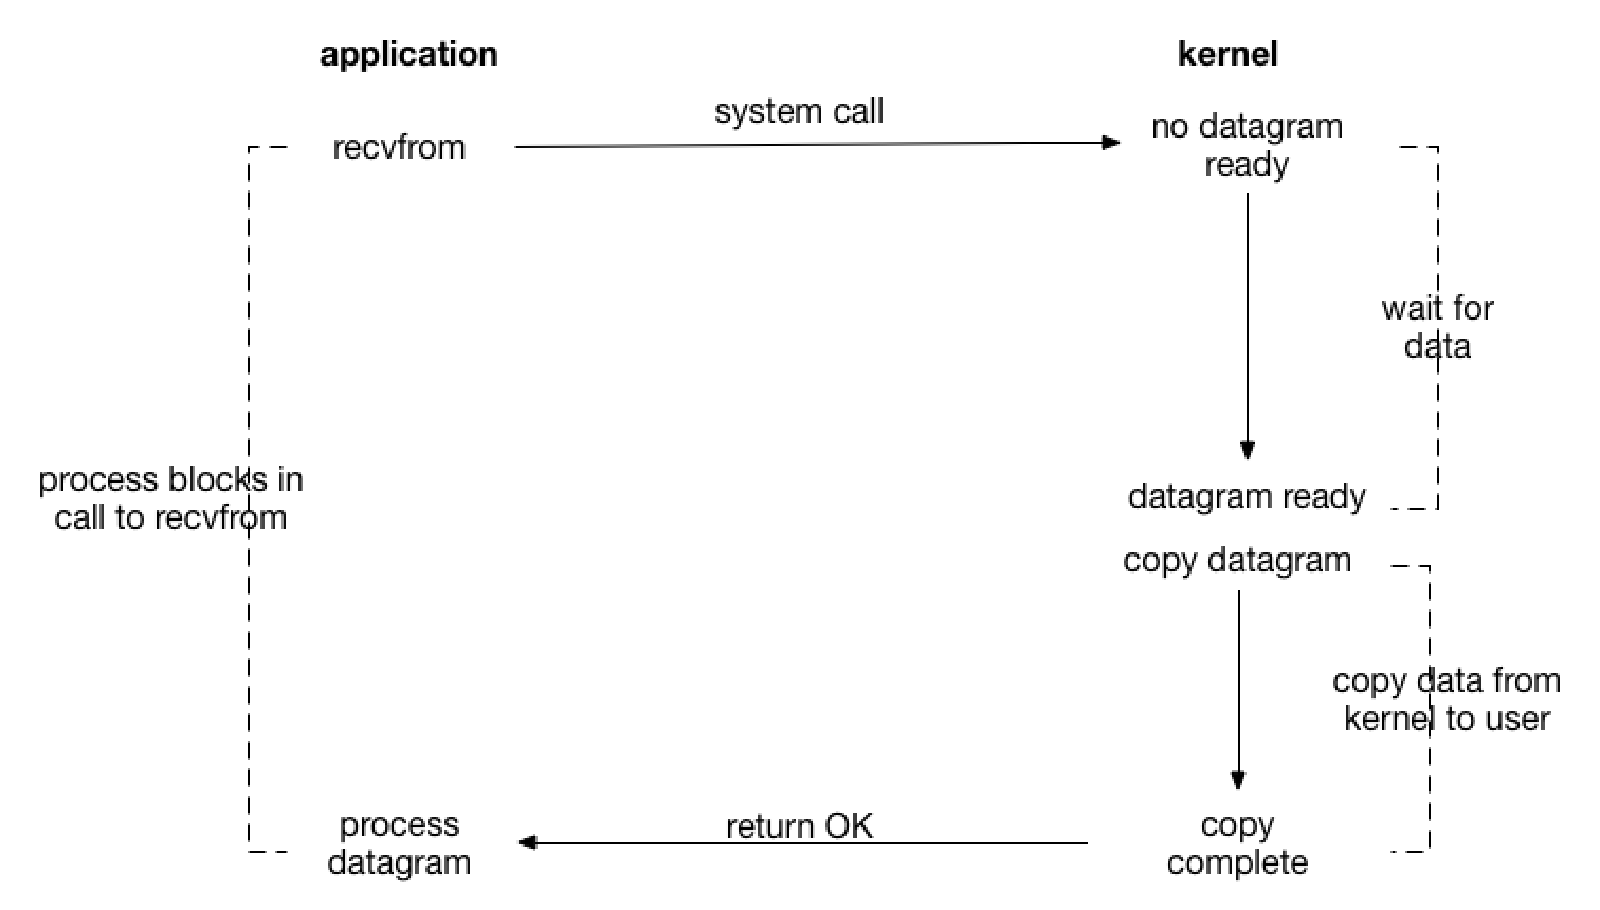 application
kernel
system call
recvfrom
no datagram
ready
wait for
data
process blocks in
call to recvfrom
datagram ready
copy datagram
copy data from
kernel to user
process
datagram
return OK
copy
complete